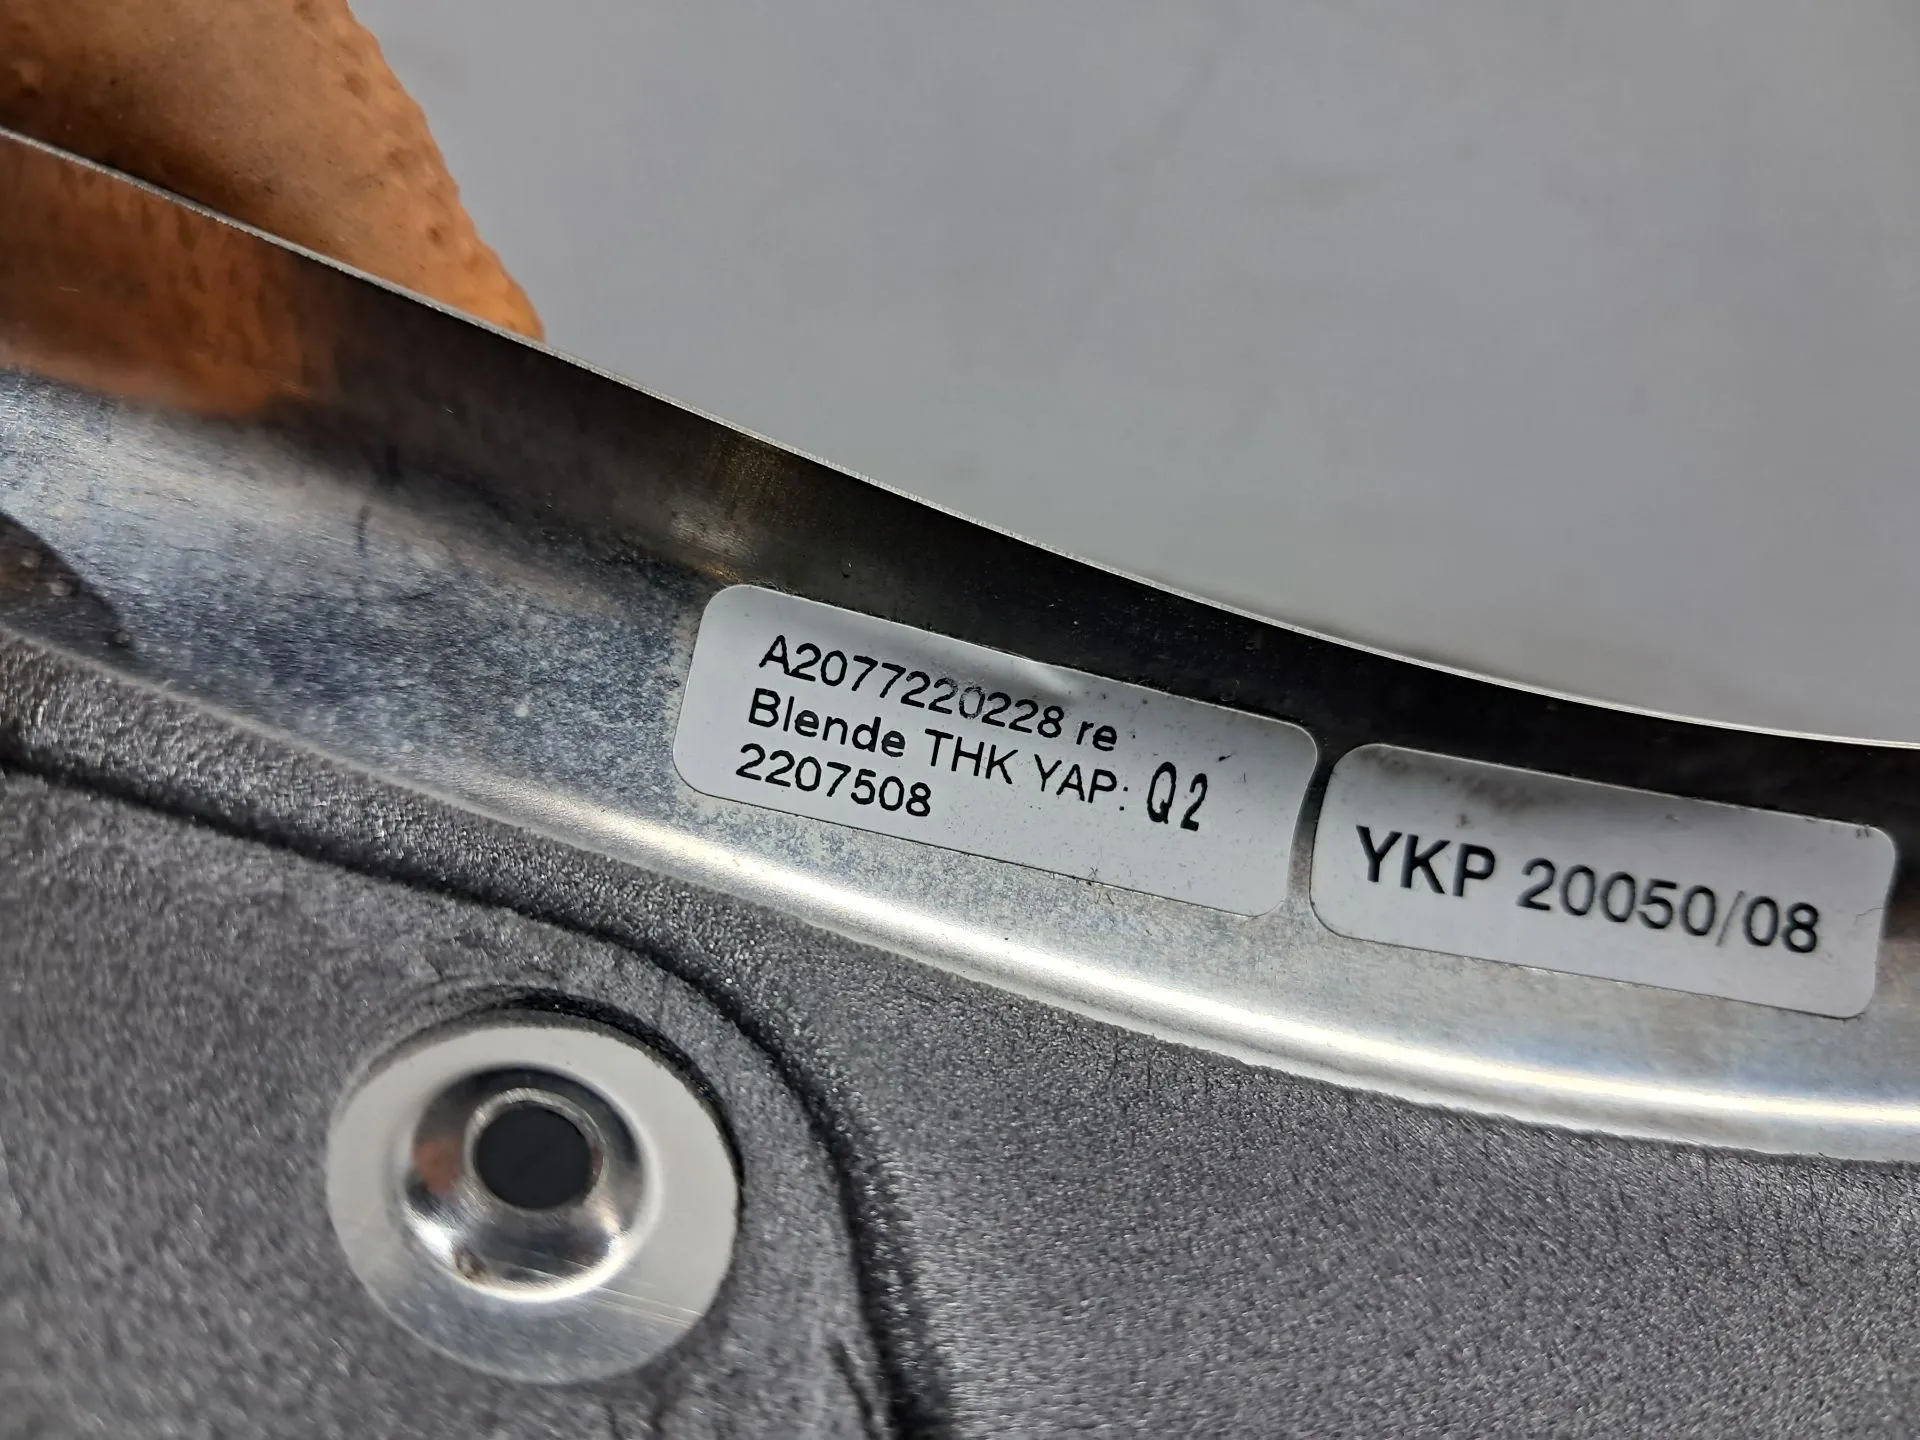 A2077220228 re
Blende THK YAP: Q2
2207508
YKP 20050/08